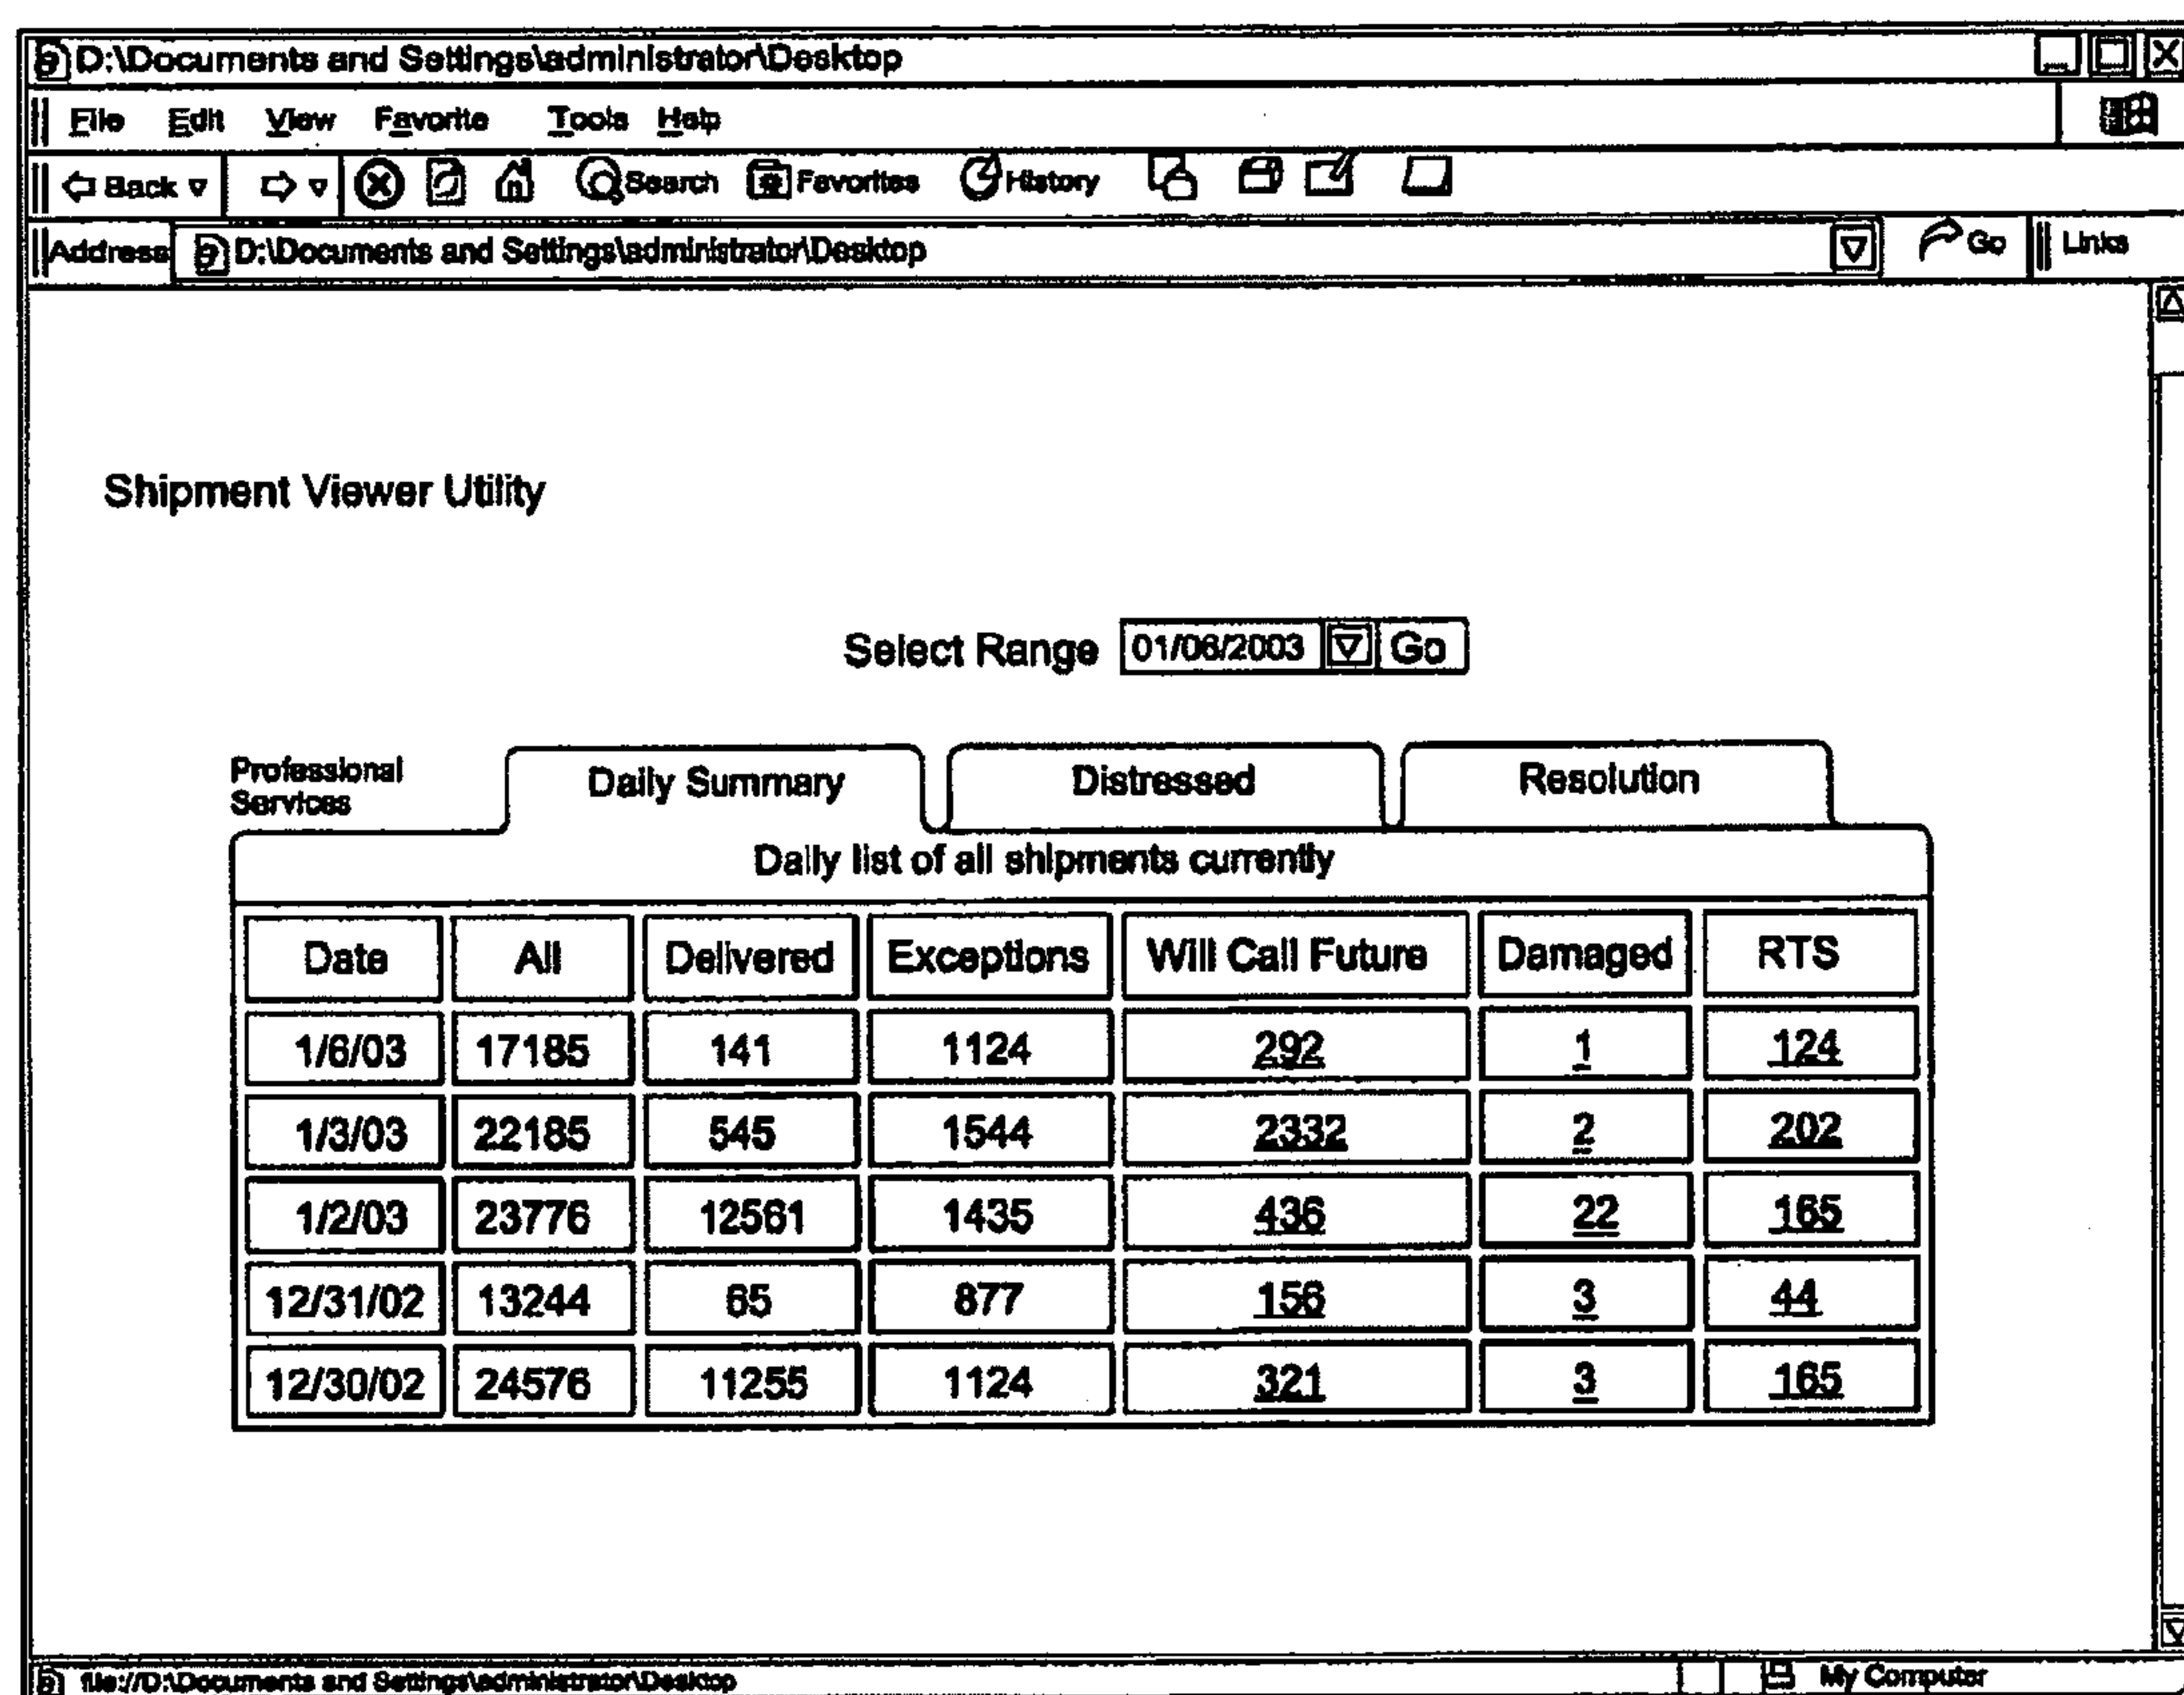 D:\Documents and Settings\administrator\Desktop
File Edit View Favorite Tools Help
Back Search Favorites History
Address D:\Documents and Settings\administrator\Desktop Go Links
Shipment Viewer Utility
Select Range 01/06/2003 Go
Professional
Services
Daily Summary Distressed Resolution
Daily list of all shipments currently
Date All Delivered Exceptions Will Call Future Damaged RTS
1/6/03 17185 141 1124 292 1 124
1/3/03 22185 545 1544 2332 2 202
1/2/03 23776 12561 1435 436 22 165
12/31/02 13244 65 877 156 3 44
12/30/02 24576 11255 1124 321 3 165
file://D:\Documents and Settings\administrator\Desktop My Computer